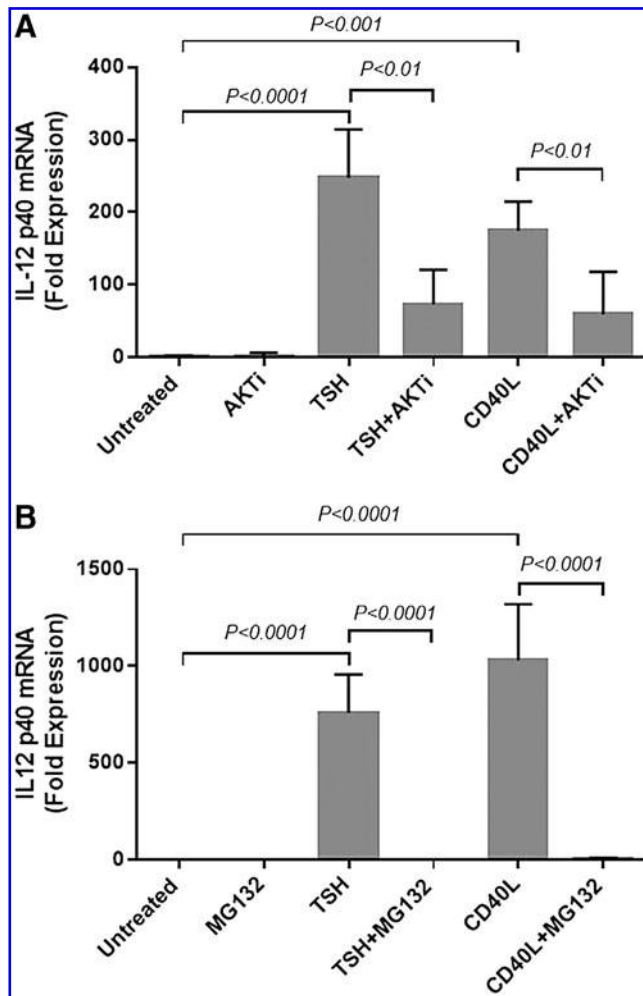 A
P<0.001
P<0.0001
P<0.01
P<0.01
IL-12 p40 mRNA
(Fold Expression)
400
300
200
100
0
Untreated
AKTi
TSH
TSH+AKTi
CD40L
CD40L+AKTi
B
P<0.0001
P<0.0001
P<0.0001
P<0.0001
IL12 p40 mRNA
(Fold Expression)
1500
1000
500
0
Untreated
MG132
TSH
TSH+MG132
CD40L
CD40L+MG132